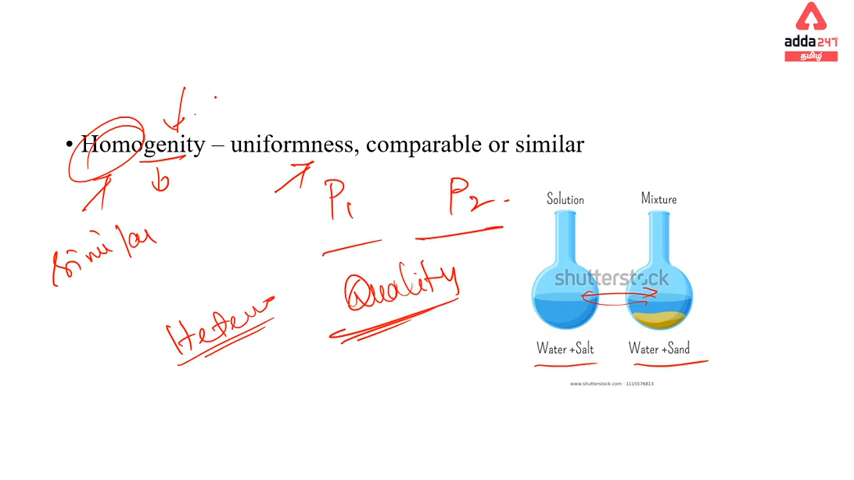 adda247
தமிழ்
• Homogenity – uniformness, comparable or similar
similar
P₁
P₂
Quality
Hetero
Solution
Mixture
shutterstock
Water +Salt
Water +Sand
www.shutterstock.com · 1115576813